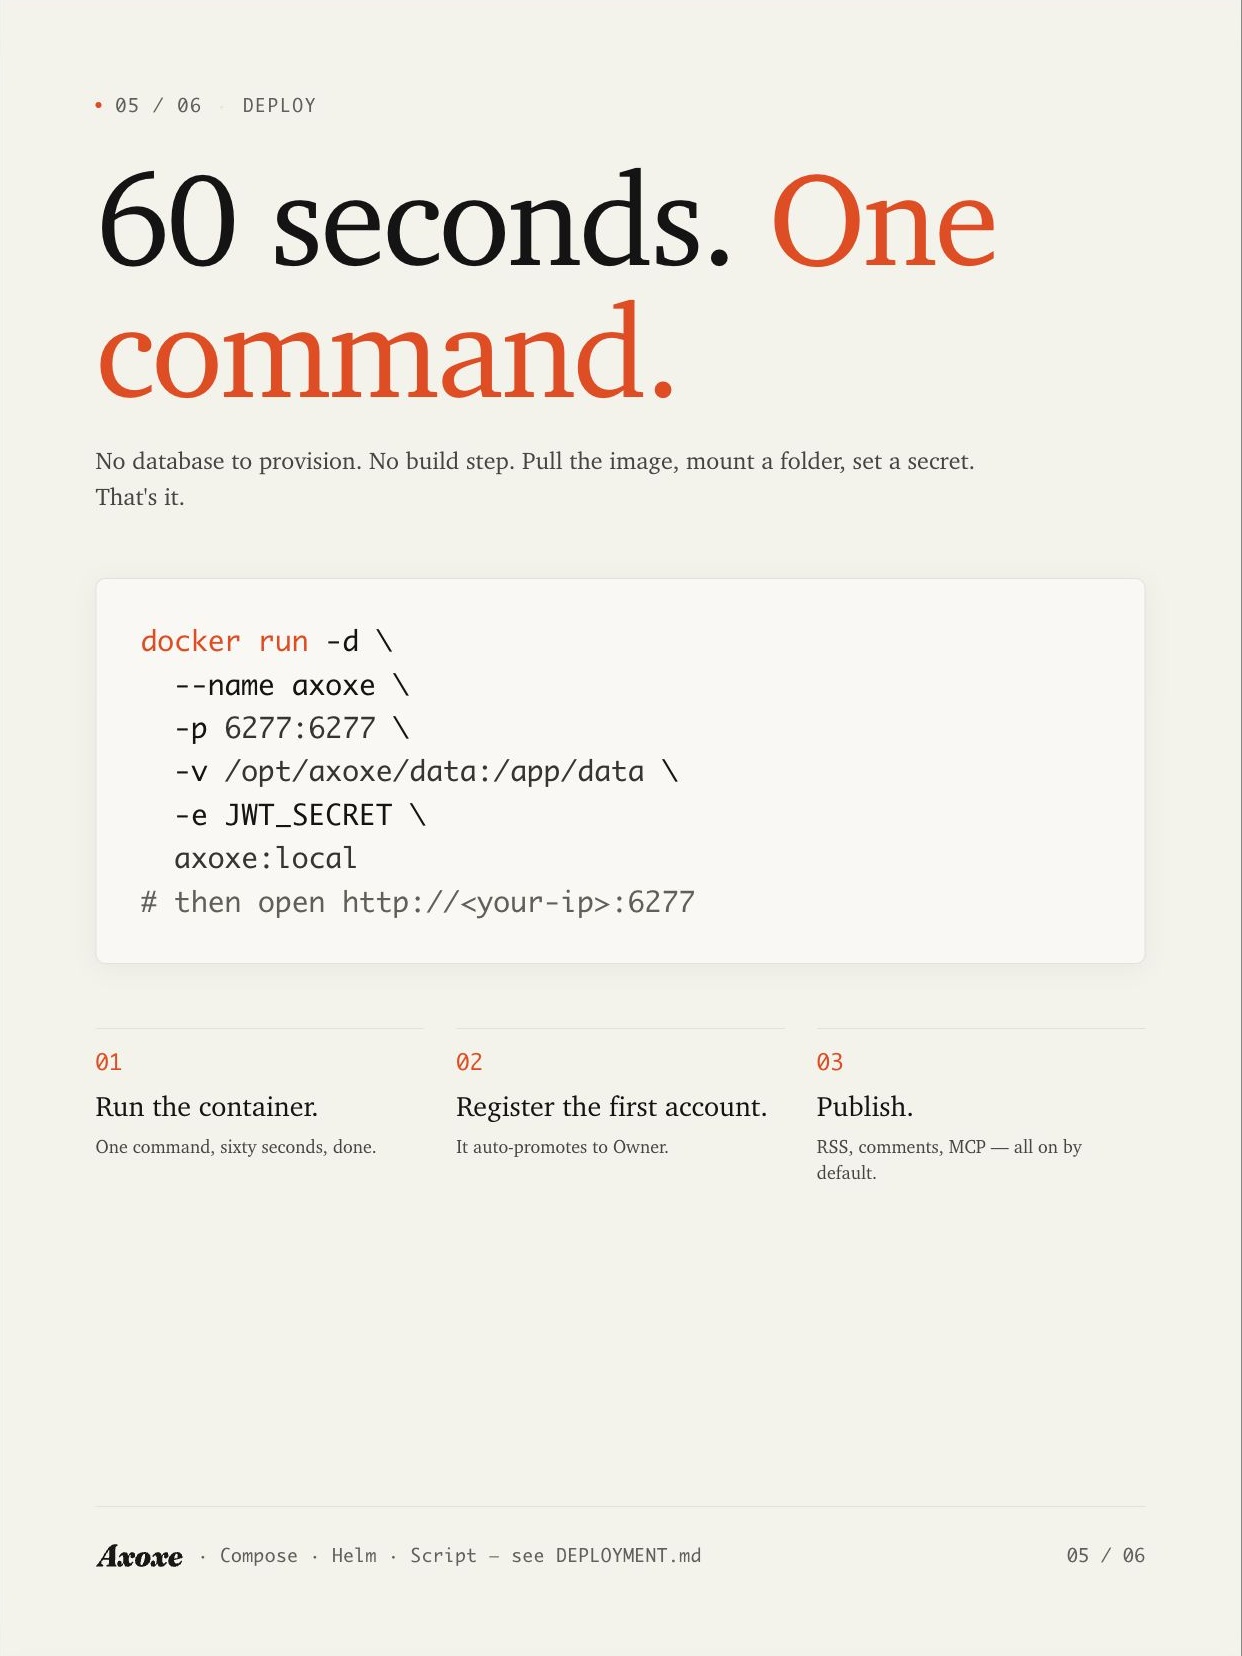 • 05 / 06 · DEPLOY
60 seconds. One
command.
No database to provision. No build step. Pull the image, mount a folder, set a secret.
That's it.
docker run -d \
  --name axoxe \
  -p 6277:6277 \
  -v /opt/axoxe/data:/app/data \
  -e JWT_SECRET \
  axoxe:local
# then open http://<your-ip>:6277
01
Run the container.
One command, sixty seconds, done.
02
Register the first account.
It auto-promotes to Owner.
03
Publish.
RSS, comments, MCP — all on by
default.
Axoxe · Compose · Helm · Script — see DEPLOYMENT.md
05 / 06